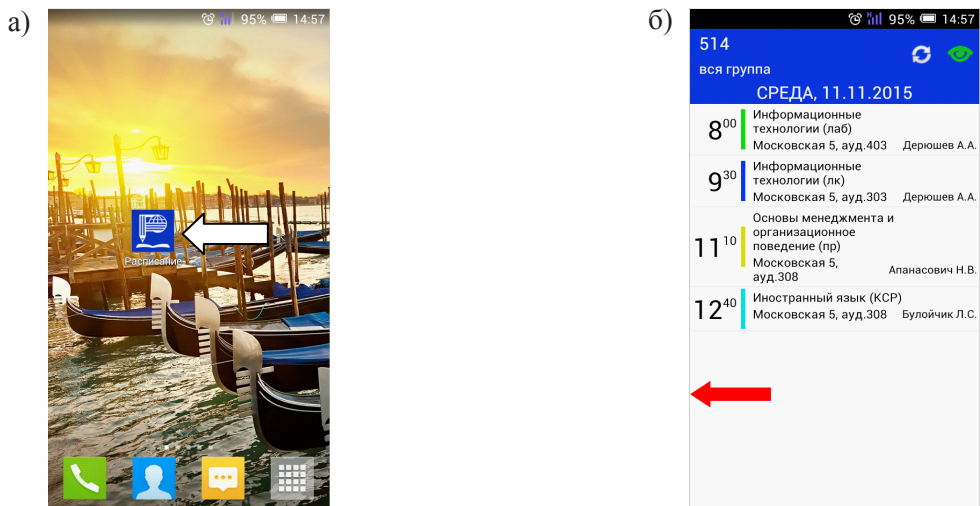 а)
95% 14:57
Расписание
б)
95% 14:57
514
вся группа
СРЕДА, 11.11.2015
8⁰⁰
Информационные
технологии (лаб)
Московская 5, ауд.403 Дерюшев А.А.
9³⁰
Информационные
технологии (лк)
Московская 5, ауд.303 Дерюшев А.А.
11¹⁰
Основы менеджмента и
организационное
поведение (пр)
Московская 5,
ауд.308
Апанасович Н.В.
12⁴⁰
Иностранный язык (КСР)
Московская 5, ауд.308 Булойчик Л.С.